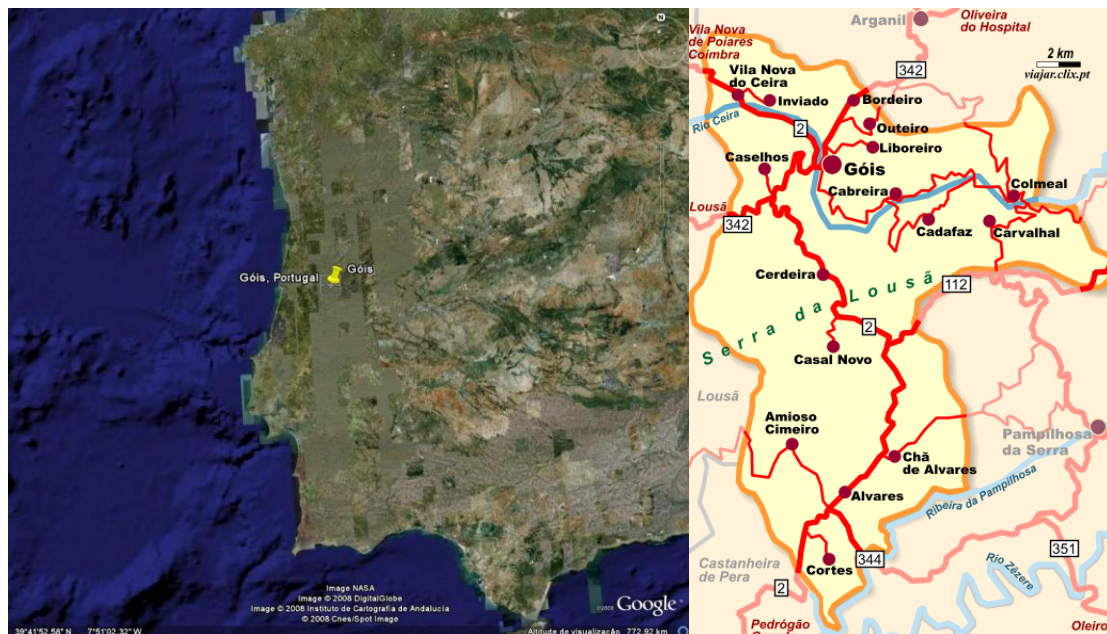 N
Góis, Portugal
Góis
Image NASA
Image © 2008 DigitalGlobe
Image © 2008 Instituto de Cartografia de Andalucia
© 2008 Cnes/Spot Image
©2008 Google™
39°41'52.58" N
7°51'02.32" W
Altitude de visualização 772.92 km
Arganil
Oliveira
do Hospital
Vila Nova
de Poiares
Coimbra
2 km
viajar.clix.pt
342
Vila Nova
do Ceira
Inviado
Bordeiro
Rio Ceira
2
Outeiro
Liboreiro
Caselhos
Góis
Cabreira
Colmeal
Lousã
342
Cadafaz
Carvalhal
Cerdeira
112
Serra da Lousã
2
Casal Novo
Lousã
Amioso
Cimeiro
Pampilhosa
da Serra
Chã
de Alvares
Alvares
Ribeira da Pampilhosa
Castanheira
de Pera
344
351
Cortes
Rio Zêzere
2
Pedrógão
Oleiro